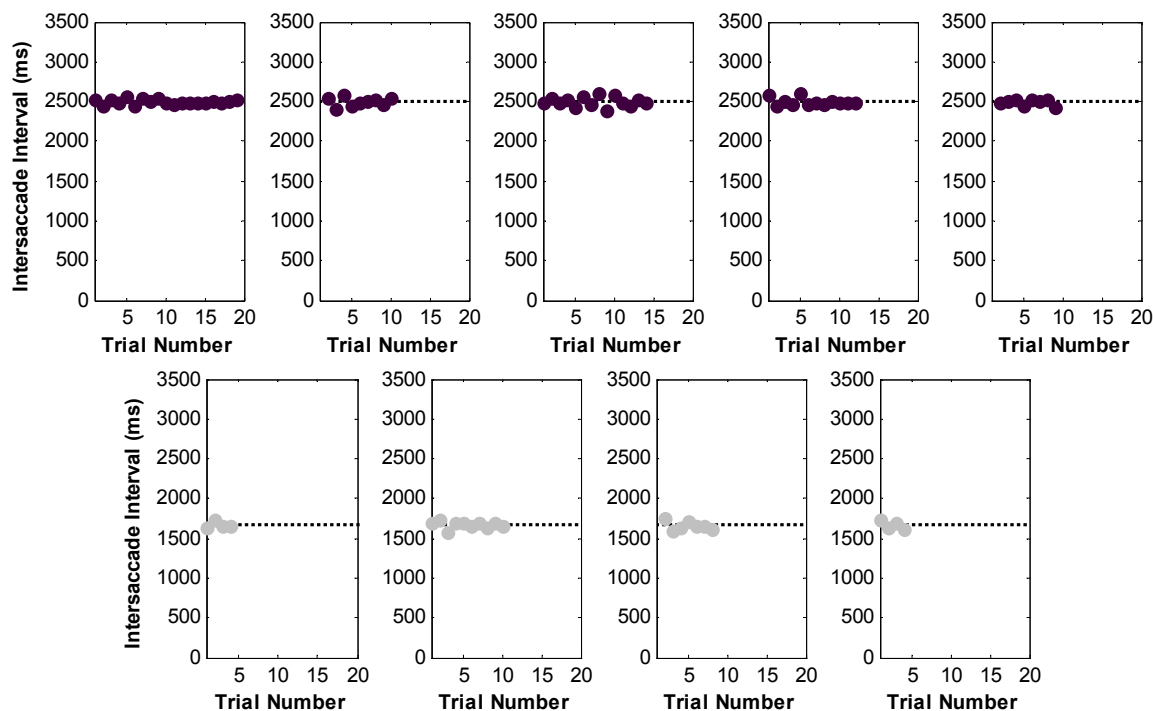 Intersaccade Interval (ms)
3500 3500 3500 3500 3500
3000 3000 3000 3000 3000
2500 2500 2500 2500 2500
2000 2000 2000 2000 2000
1500 1500 1500 1500 1500
1000 1000 1000 1000 1000
500 500 500 500 500
0 0 0 0 0
5 10 15 20 5 10 15 20 5 10 15 20 5 10 15 20 5 10 15 20
Trial Number Trial Number Trial Number Trial Number Trial Number
Intersaccade Interval (ms)
3500 3500 3500 3500
3000 3000 3000 3000
2500 2500 2500 2500
2000 2000 2000 2000
1500 1500 1500 1500
1000 1000 1000 1000
500 500 500 500
0 0 0 0
5 10 15 20 5 10 15 20 5 10 15 20 5 10 15 20
Trial Number Trial Number Trial Number Trial Number